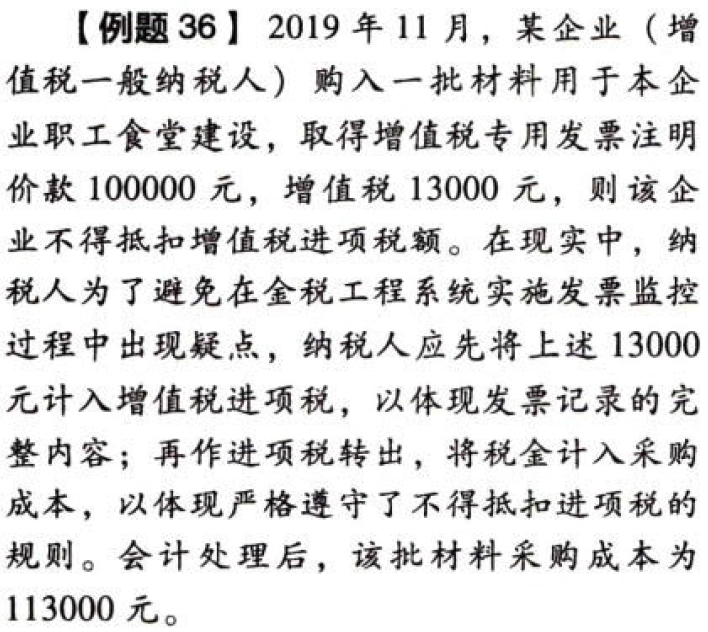 【例题 36】 2019 年 11 月，某企业（增
值税一般纳税人）购入一批材料用于本企
业职工食堂建设，取得增值税专用发票注明
价款 100000 元，增值税 13000 元，则该企
业不得抵扣增值税进项税额。在现实中，纳
税人为了避免在金税工程系统实施发票监控
过程中出现疑点，纳税人应先将上述 13000
元计入增值税进项税，以体现发票记录的完
整内容；再作进项税转出，将税金计入采购
成本，以体现严格遵守了不得抵扣进项税的
规则。会计处理后，该批材料采购成本为
113000 元。